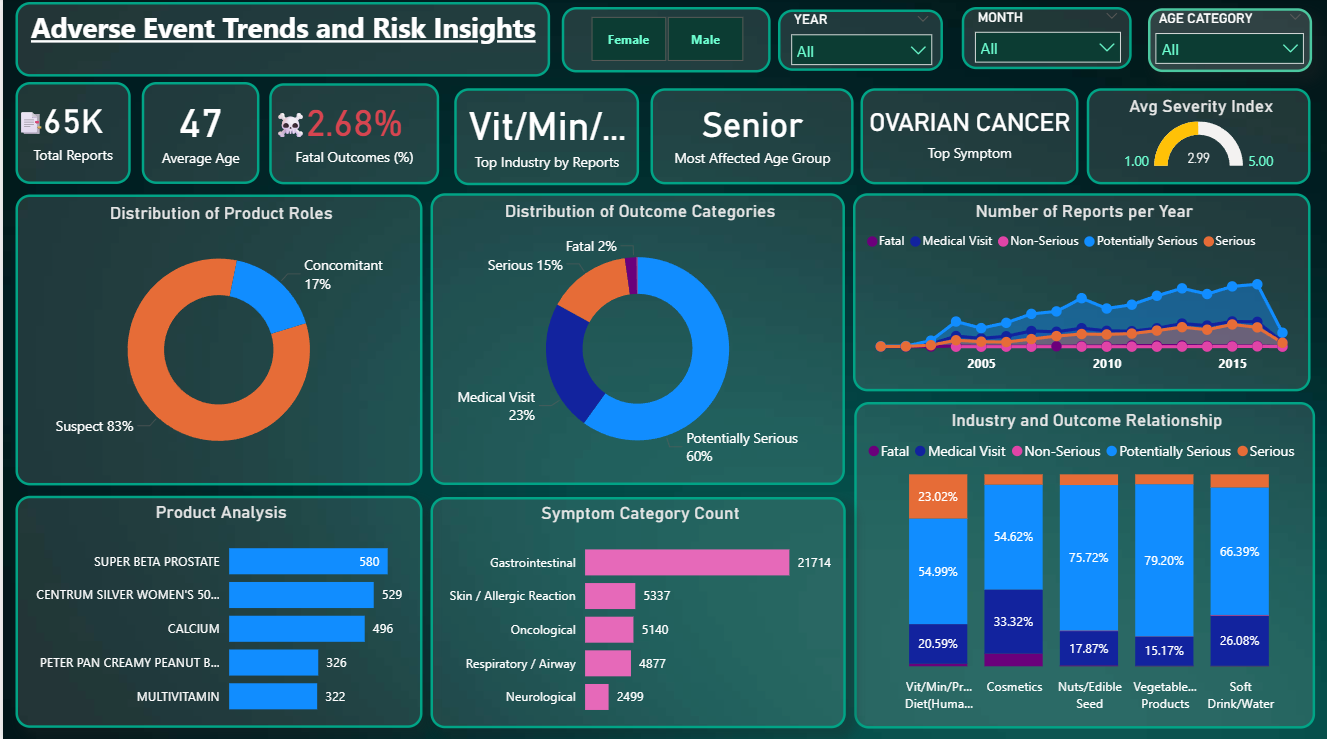 Adverse Event Trends and Risk Insights
Female
Male
YEAR
All
MONTH
All
AGE CATEGORY
All
65K
Total Reports
47
Average Age
2.68%
Fatal Outcomes (%)
Vit/Min/...
Top Industry by Reports
Senior
Most Affected Age Group
OVARIAN CANCER
Top Symptom
Avg Severity Index
1.00
2.99
5.00
Distribution of Product Roles
Concomitant
17%
Suspect 83%
Distribution of Outcome Categories
Fatal 2%
Serious 15%
Medical Visit
23%
Potentially Serious
60%
Number of Reports per Year
Fatal
Medical Visit
Non-Serious
Potentially Serious
Serious
2005
2010
2015
Product Analysis
SUPER BETA PROSTATE
580
CENTRUM SILVER WOMEN'S 50...
529
CALCIUM
496
PETER PAN CREAMY PEANUT B...
326
MULTIVITAMIN
322
Symptom Category Count
Gastrointestinal
21714
Skin / Allergic Reaction
5337
Oncological
5140
Respiratory / Airway
4877
Neurological
2499
Industry and Outcome Relationship
Fatal
Medical Visit
Non-Serious
Potentially Serious
Serious
23.02%
54.99%
20.59%
54.62%
33.32%
75.72%
17.87%
79.20%
15.17%
66.39%
26.08%
Vit/Min/Pr...
Diet(Huma...
Cosmetics
Nuts/Edible
Seed
Vegetable...
Products
Soft
Drink/Water